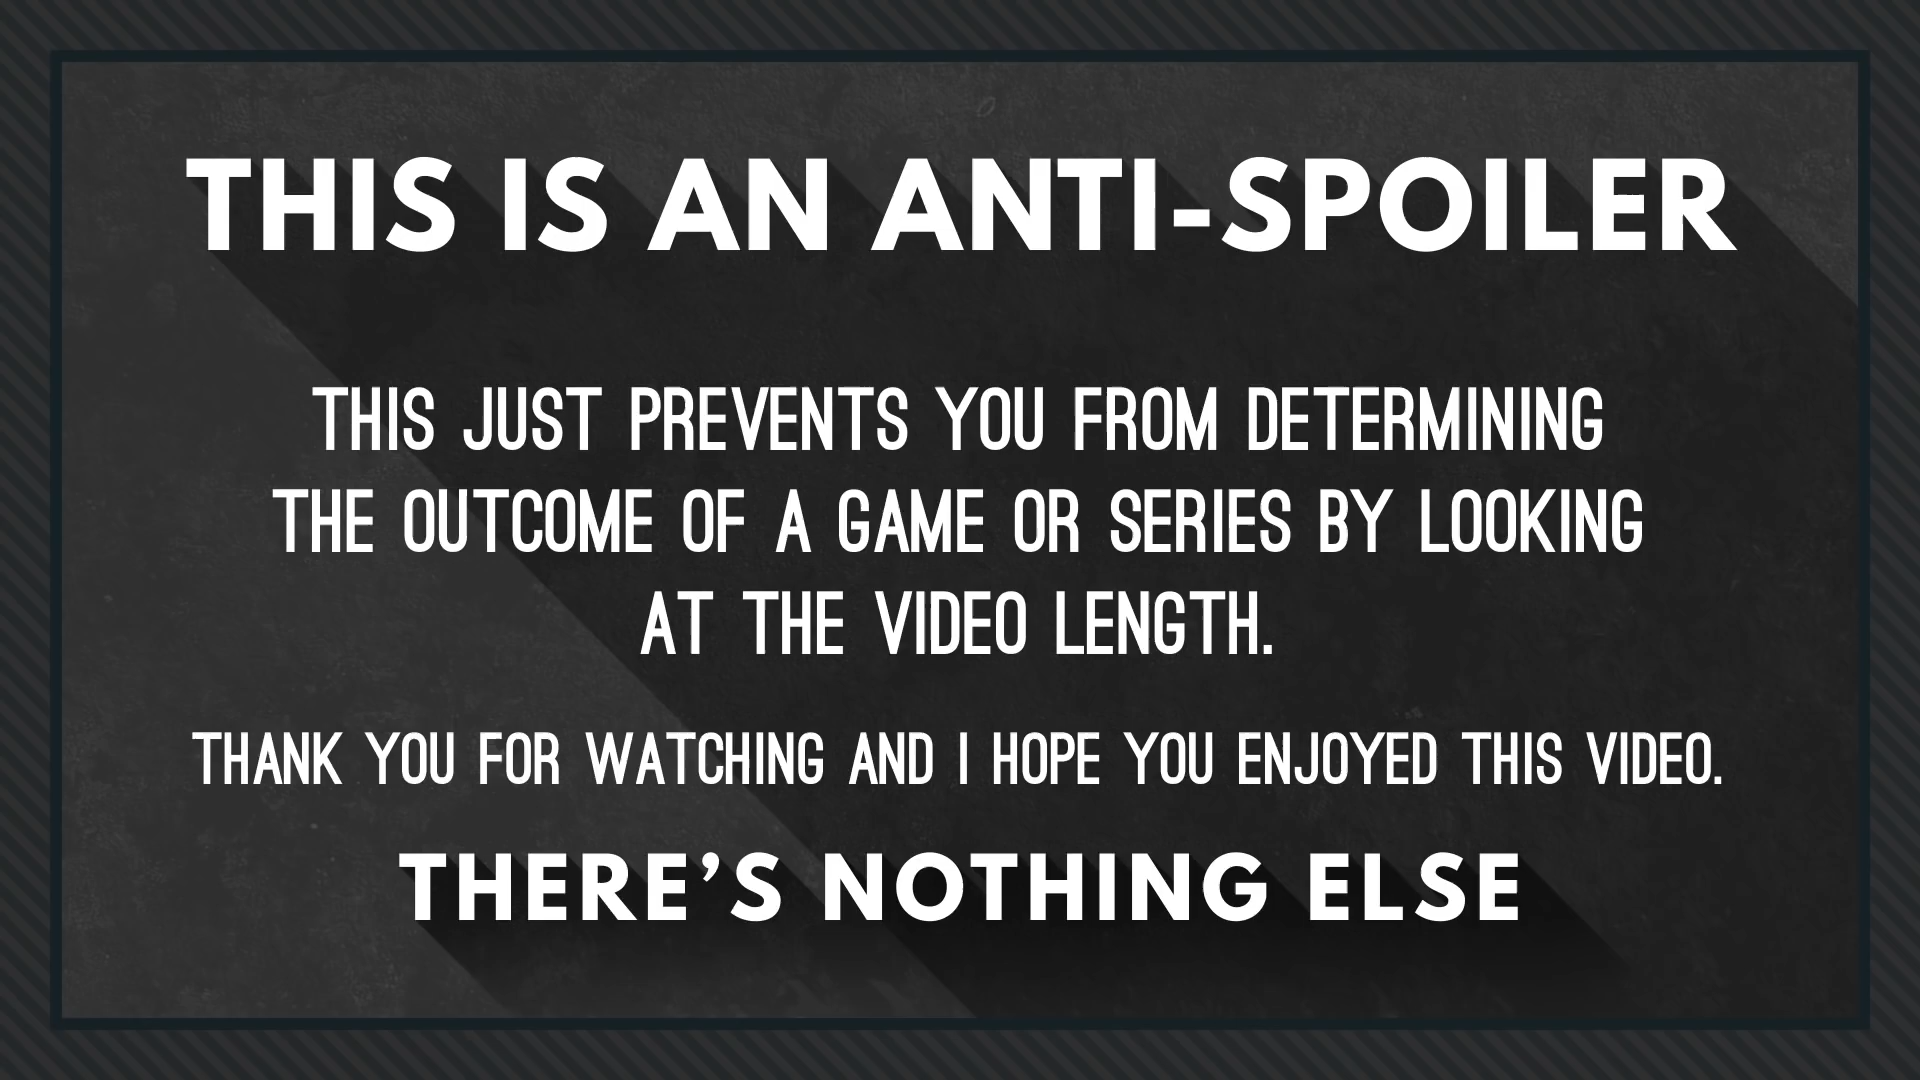 THIS IS AN ANTI-SPOILER
THIS JUST PREVENTS YOU FROM DETERMINING
THE OUTCOME OF A GAME OR SERIES BY LOOKING
AT THE VIDEO LENGTH.
THANK YOU FOR WATCHING AND I HOPE YOU ENJOYED THIS VIDEO.
THERE’S NOTHING ELSE